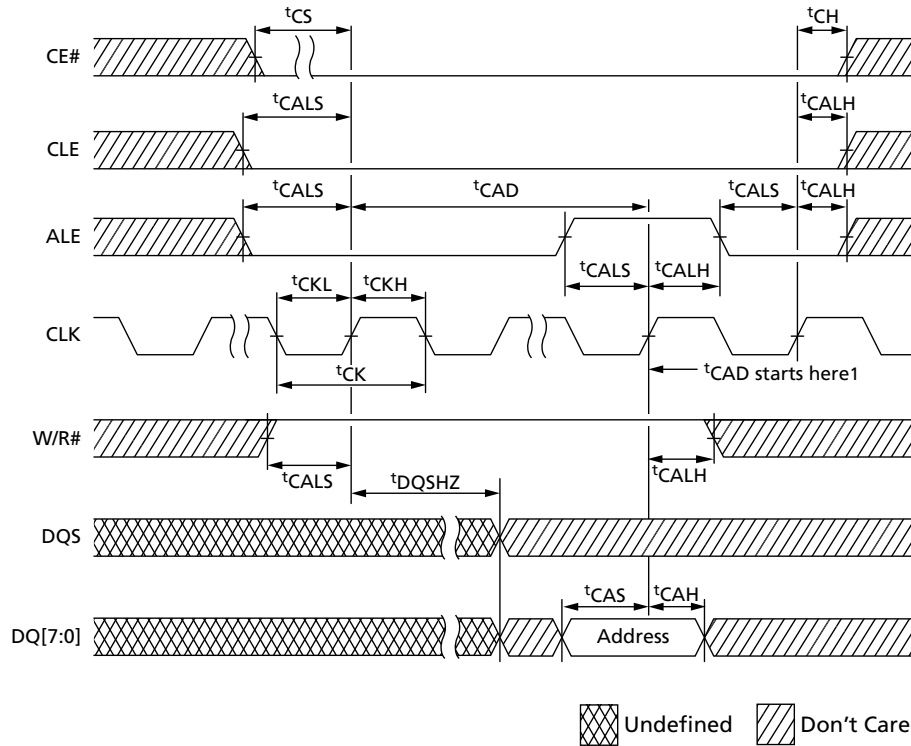 tCS tCH
CE#
tCALS tCALH
CLE
tCALS tCAD tCALS tCALH
ALE
tCALS tCALH
tCKL tCKH
CLK
tCK tCAD starts here1
W/R#
tCALS tCALH
tDQSHZ
DQS
tCAS tCAH
DQ[7:0] Address
Undefined Don't Care